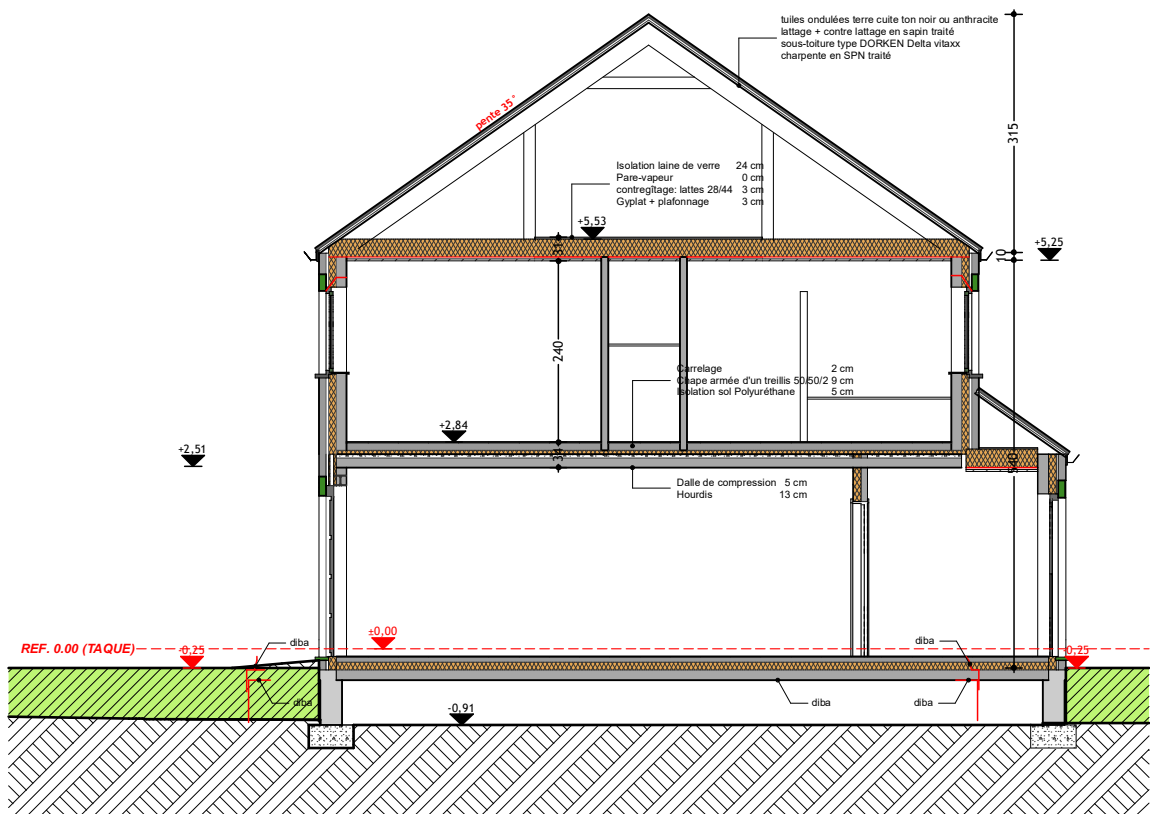 tuiles ondulées terre cuite ton noir ou anthracite
lattage + contre lattage en sapin traité
sous-toiture type DORKEN Delta vitaxx
charpente en SPN traité
pente 35°
315
Isolation laine de verre 24 cm
Pare-vapeur 0 cm
contregîtage: lattes 28/44 3 cm
Gyplat + plafonnage 3 cm
+5,53
31
+5,25
10
240
Carrelage 2 cm
Chape armée d'un treillis 50/50/2 9 cm
Isolation sol Polyuréthane 5 cm
+2,84
+2,51
34
540
Dalle de compression 5 cm
Hourdis 13 cm
±0,00
REF. 0.00 (TAQUE)
-0,25
diba
diba
-0,25
diba
diba
diba
-0,91